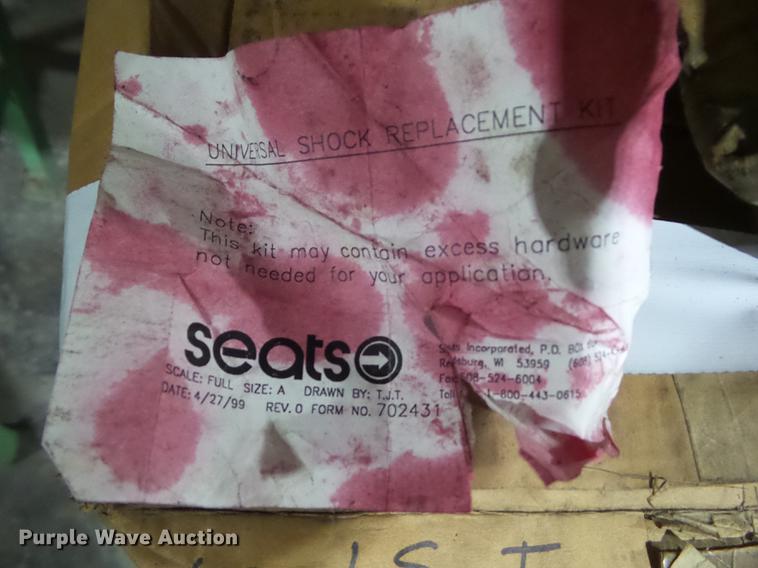 UNIVERSAL SHOCK REPLACEMENT KIT
Note:
This kit may contain excess hardware
not needed for your application.
seats
Seats Incorporated, P.O. BOX
Reedsburg, WI 53959 (608)
SCALE: FULL SIZE: A DRAWN BY: T.J.T.
Fax 608-524-6004
DATE: 4/27/99 REV. 0 FORM NO. 702431
1-800-443-0615
Purple Wave Auction